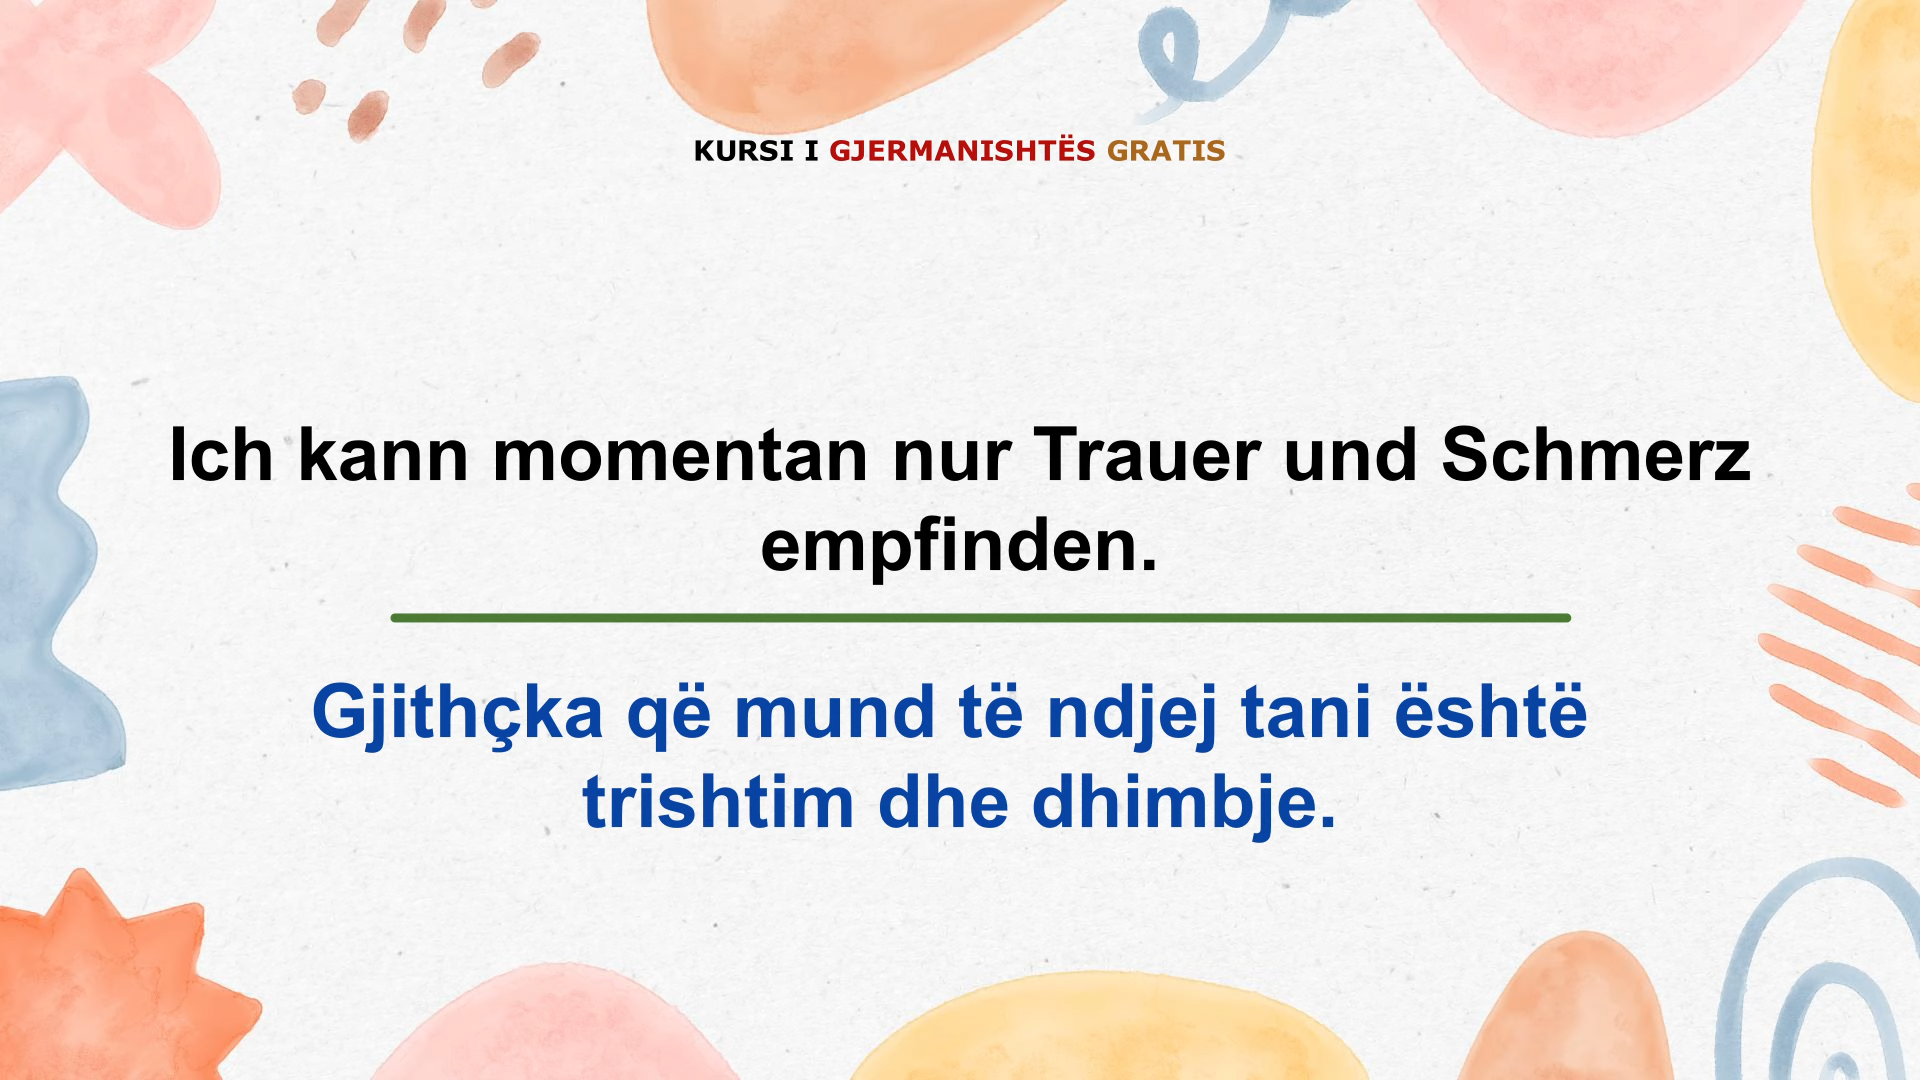 KURSI I GJERMANISHTËS GRATIS
Ich kann momentan nur Trauer und Schmerz
empfinden.
Gjithçka që mund të ndjej tani është
trishtim dhe dhimbje.